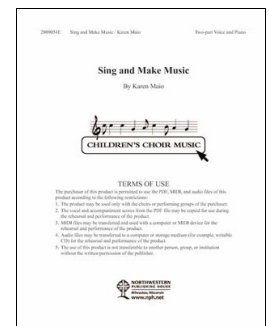 2009054E Sing and Make Music / Karen Maio Two-part Voice and Piano
Sing and Make Music
By Karen Maio
CHILDREN'S CHOIR MUSIC
TERMS OF USE
The purchaser of this product is permitted to use the PDF, MIDI, and audio files of this
product according to the following restrictions:
1. The product may be used only with the choirs or performing groups of the purchaser.
2. The vocal and accompaniment scores from the PDF file may be copied for use during
the rehearsal and performance of the product.
3. MIDI files may be transferred and used with a computer or MIDI device for the
rehearsal and performance of the product.
4. Audio files may be transferred to a computer or storage medium (for example, writable
CD) for the rehearsal and performance of the product.
5. The use of this product is not transferable to another person, group, or institution
without the written permission of the publisher.
NORTHWESTERN
PUBLISHING HOUSE
Milwaukee, Wisconsin
www.nph.net